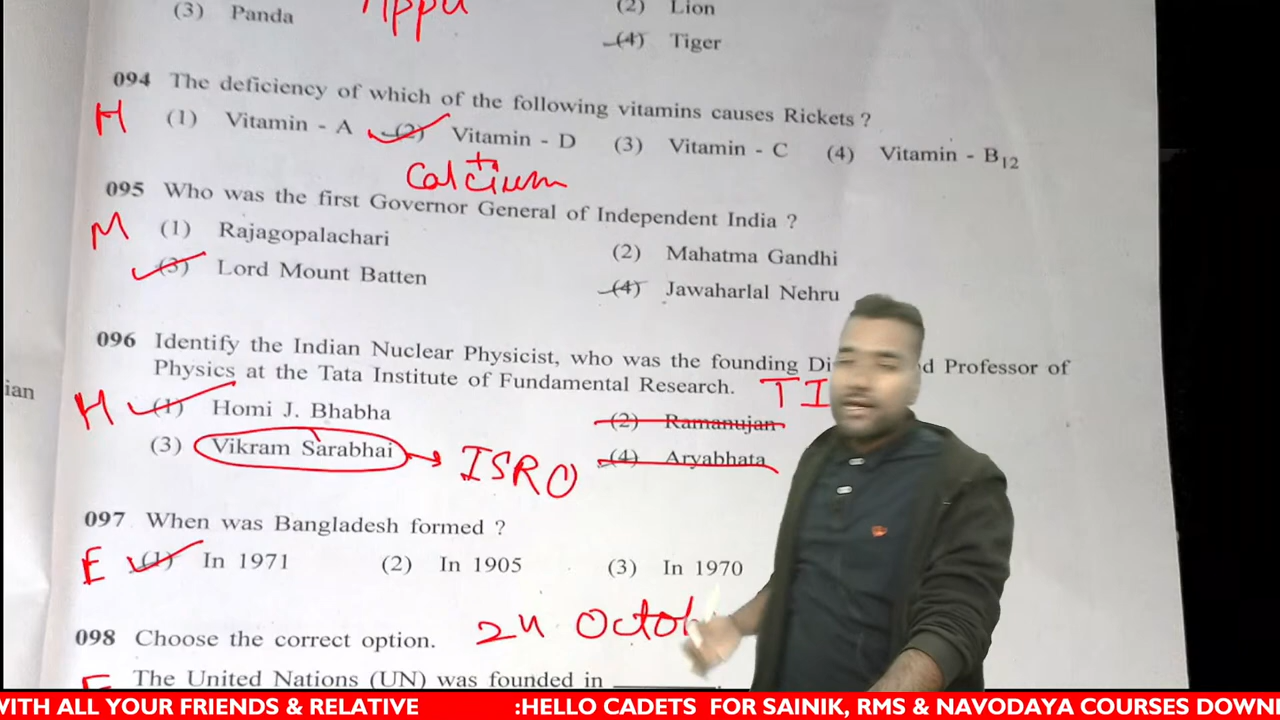 (3) Panda
Appu
(2) Lion
(4) Tiger
094 The deficiency of which of the following vitamins causes Rickets ?
H (1) Vitamin - A (2) Vitamin - D (3) Vitamin - C (4) Vitamin - B12
+
Calcium
095 Who was the first Governor General of Independent India ?
M (1) Rajagopalachari (2) Mahatma Gandhi
(3) Lord Mount Batten (4) Jawaharlal Nehru
096 Identify the Indian Nuclear Physicist, who was the founding Di d Professor of
Physics at the Tata Institute of Fundamental Research. TI
H (1) Homi J. Bhabha (2) Ramanujan
(3) Vikram Sarabhai ISRO (4) Aryabhata
097 When was Bangladesh formed ?
E (1) In 1971 (2) In 1905 (3) In 1970
24 Octob
098 Choose the correct option.
The United Nations (UN) was founded in
ian
WITH ALL YOUR FRIENDS & RELATIVE :HELLO CADETS FOR SAINIK, RMS & NAVODAYA COURSES DOWN